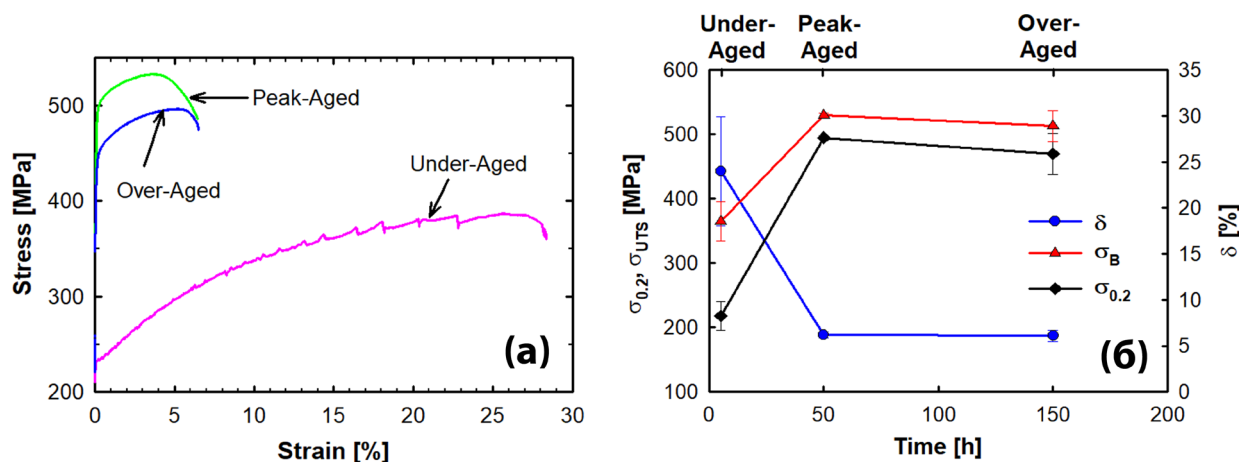 Stress [MPa]
500
400
300
200
Peak-Aged
Over-Aged
Under-Aged
(а)
0
5
10
15
20
25
30
Strain [%]
Under-
Aged
Peak-
Aged
Over-
Aged
σ0.2, σUTS [MPa]
600
500
400
300
200
100
δ
σB
σ0.2
(б)
35
30
25
20
15
10
5
0
δ [%]
0
50
100
150
200
Time [h]